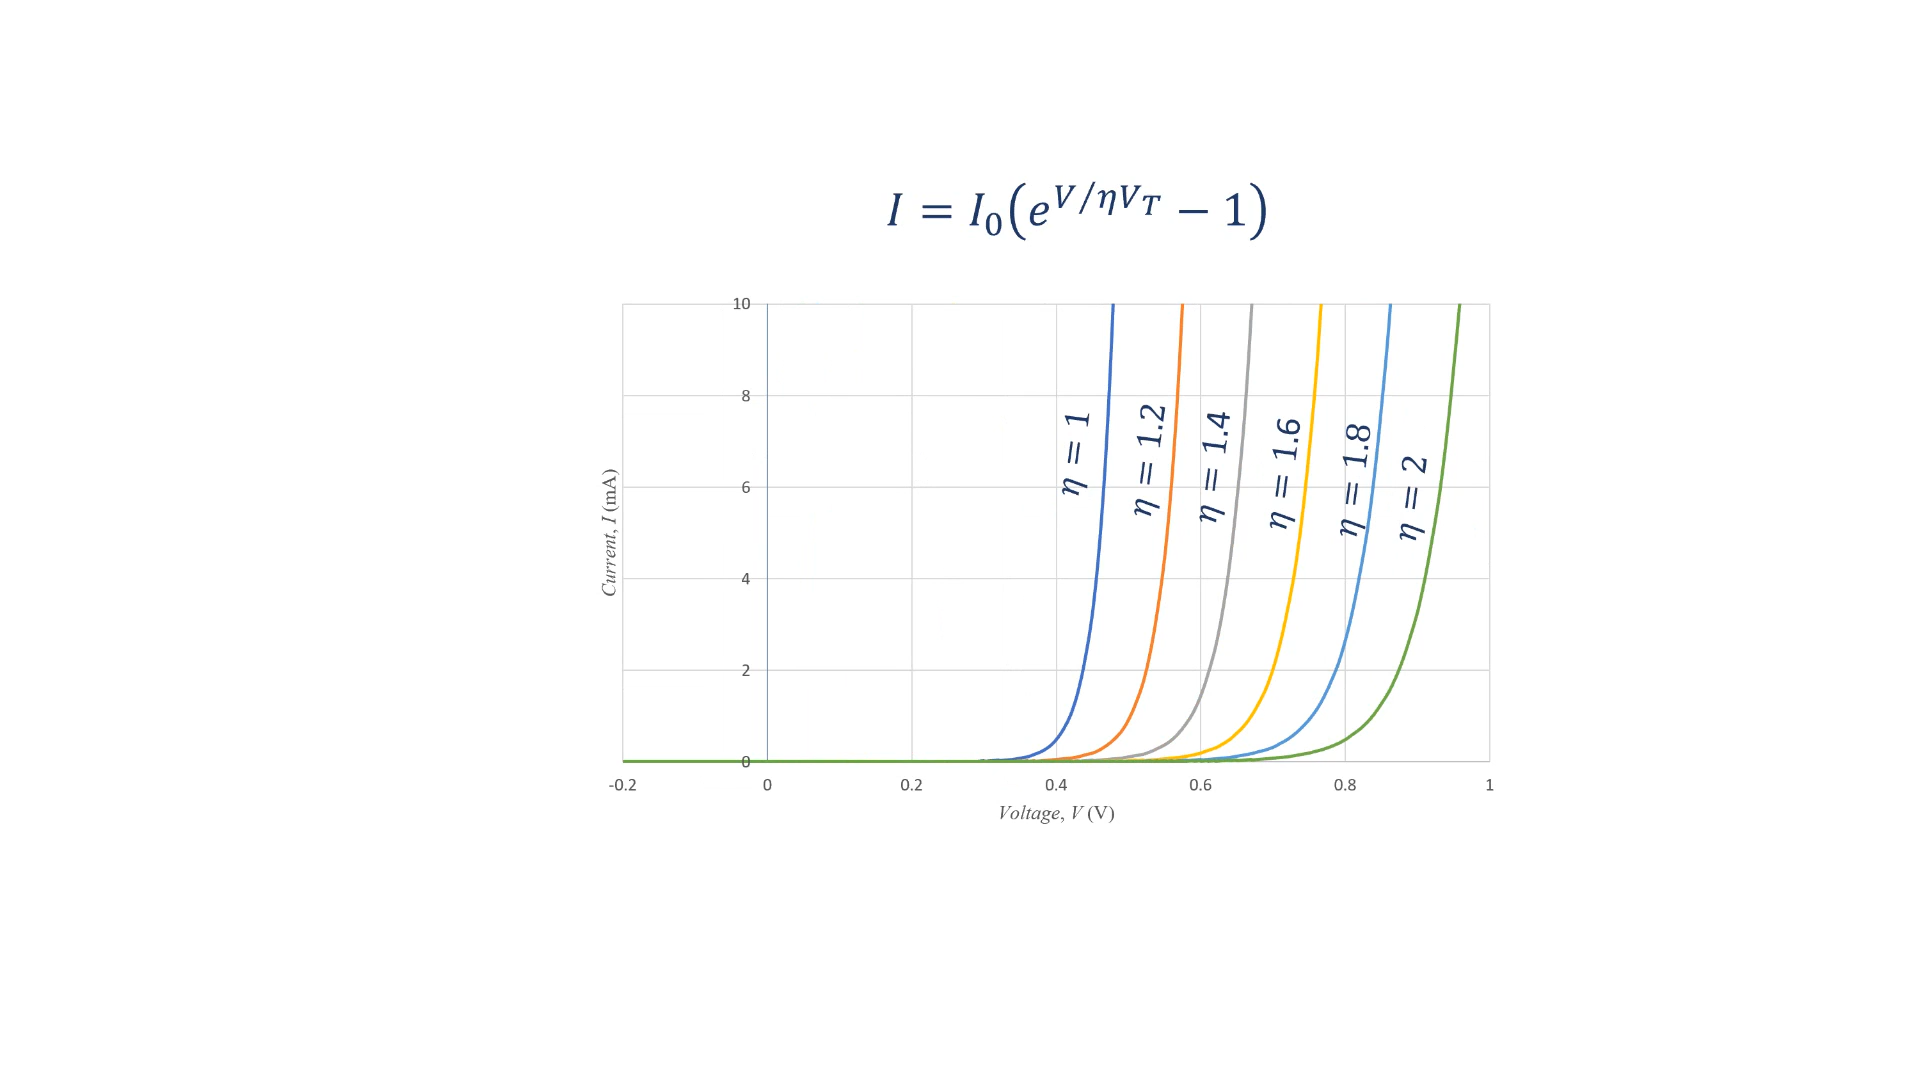 I = I₀(e^{V/ηV_T} − 1)
10
8
6
4
2
0
Current, I (mA)
η = 1
η = 1.2
η = 1.4
η = 1.6
η = 1.8
η = 2
-0.2 0 0.2 0.4 0.6 0.8 1
Voltage, V (V)